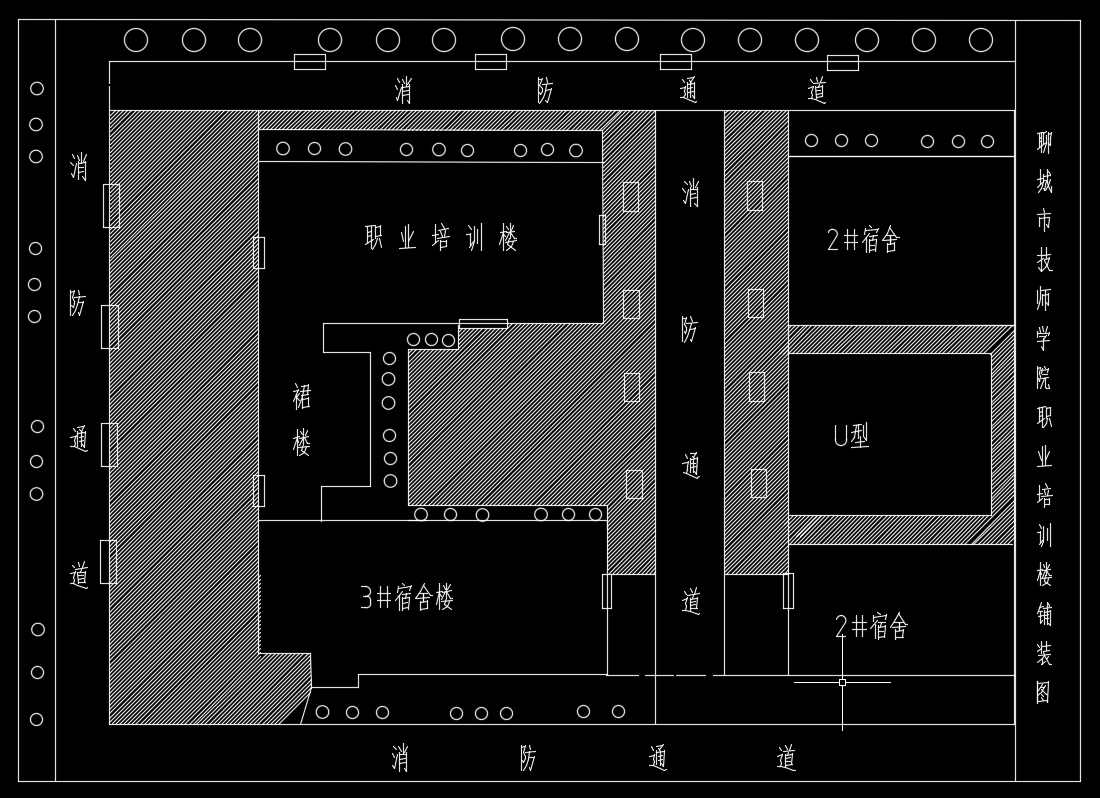 消 防 通 道
消 防 通 道
职 业 培 训 楼
裙
楼
3#宿舍楼
消 防 通 道
2#宿舍
U型
2#宿舍
消 防 通 道
聊城市技师学院职业培训楼铺装图